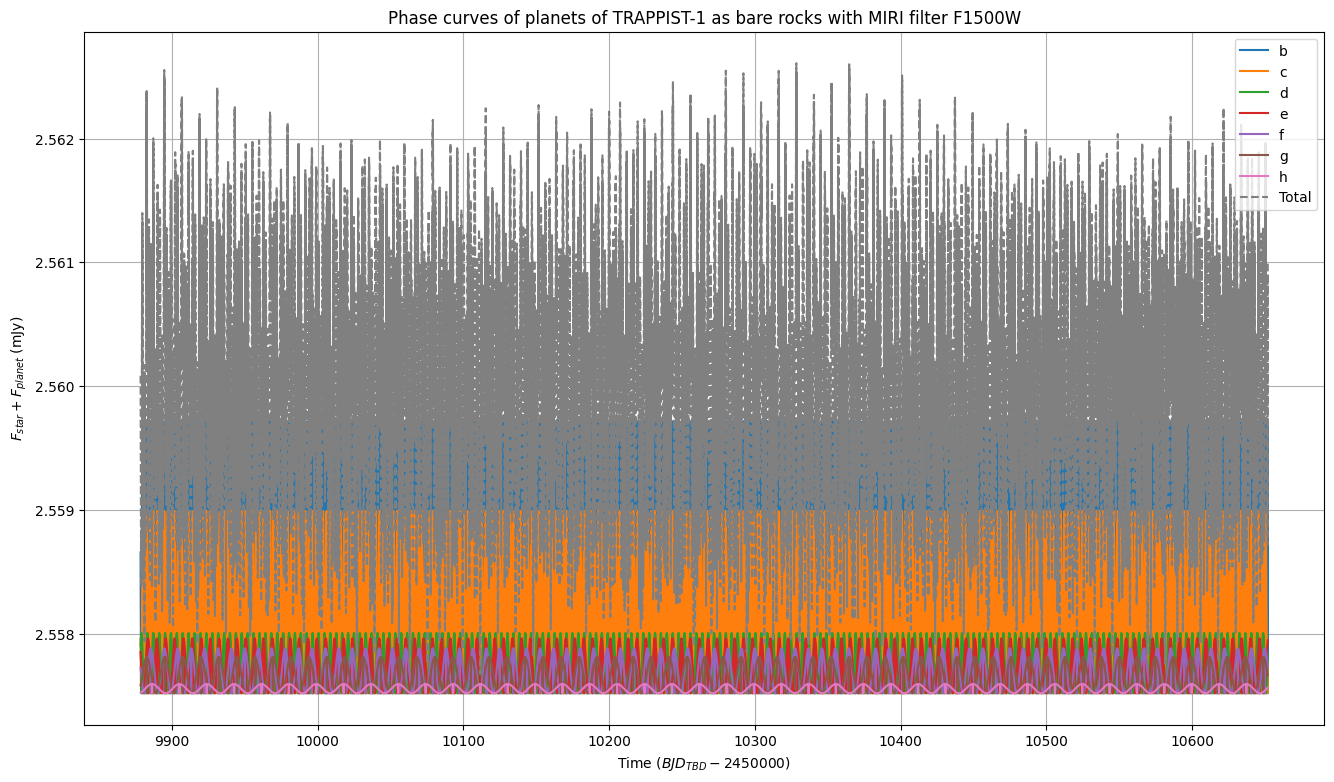 Phase curves of planets of TRAPPIST-1 as bare rocks with MIRI filter F1500W
b
c
d
e
f
g
h
Total
2.562
2.561
2.560
2.559
2.558
F_{star} + F_{planet} (mJy)
9900
10000
10100
10200
10300
10400
10500
10600
Time (BJD_{TBD} − 2450000)